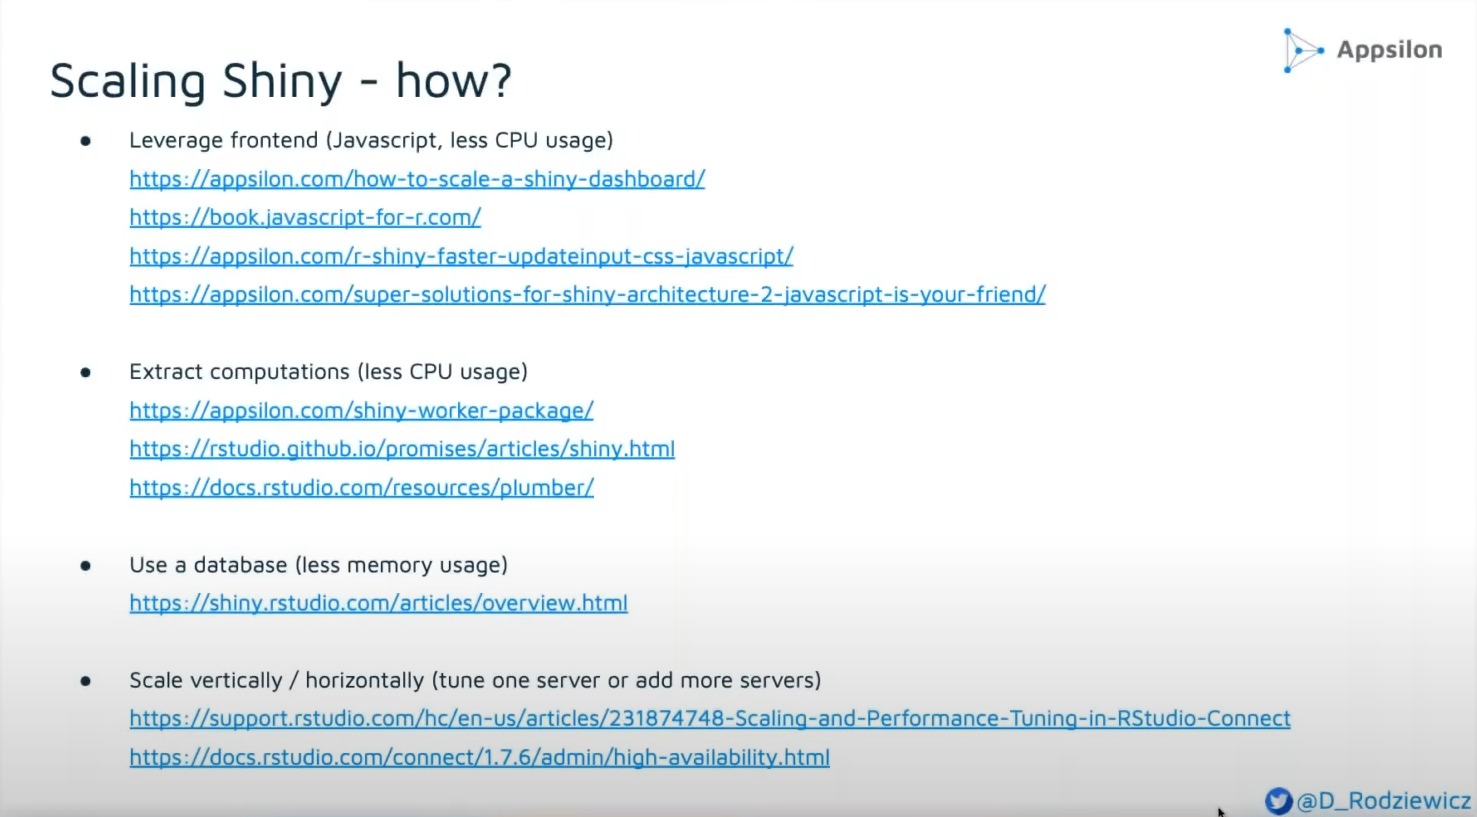 Appsilon
Scaling Shiny - how?
● Leverage frontend (Javascript, less CPU usage)
https://appsilon.com/how-to-scale-a-shiny-dashboard/
https://book.javascript-for-r.com/
https://appsilon.com/r-shiny-faster-updateinput-css-javascript/
https://appsilon.com/super-solutions-for-shiny-architecture-2-javascript-is-your-friend/
● Extract computations (less CPU usage)
https://appsilon.com/shiny-worker-package/
https://rstudio.github.io/promises/articles/shiny.html
https://docs.rstudio.com/resources/plumber/
● Use a database (less memory usage)
https://shiny.rstudio.com/articles/overview.html
● Scale vertically / horizontally (tune one server or add more servers)
https://support.rstudio.com/hc/en-us/articles/231874748-Scaling-and-Performance-Tuning-in-RStudio-Connect
https://docs.rstudio.com/connect/1.7.6/admin/high-availability.html
@D_Rodziewicz